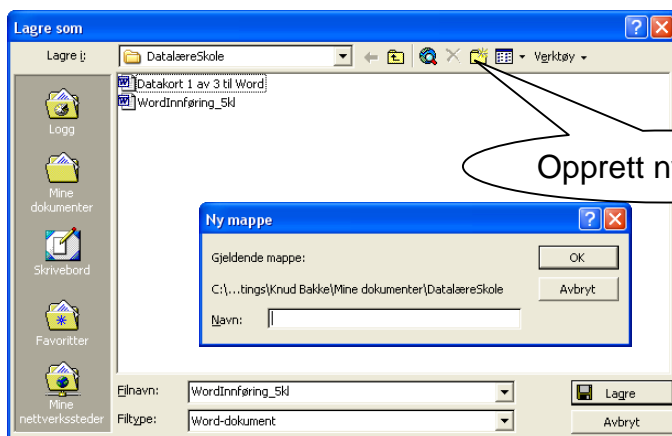 Lagre som
Lagre i: DatalæreSkole Verktøy
Datakort 1 av 3 til Word
WordInnføring_5kl
Logg
Mine
dokumenter
Skrivebord
Favoritter
Mine
nettverkssteder
Opprett
Ny mappe
Gjeldende mappe: OK
C:\...tings\Knud Bakke\Mine dokumenter\DatalæreSkole Avbryt
Navn:
Filnavn: WordInnføring_5kl Lagre
Filtype: Word-dokument Avbryt